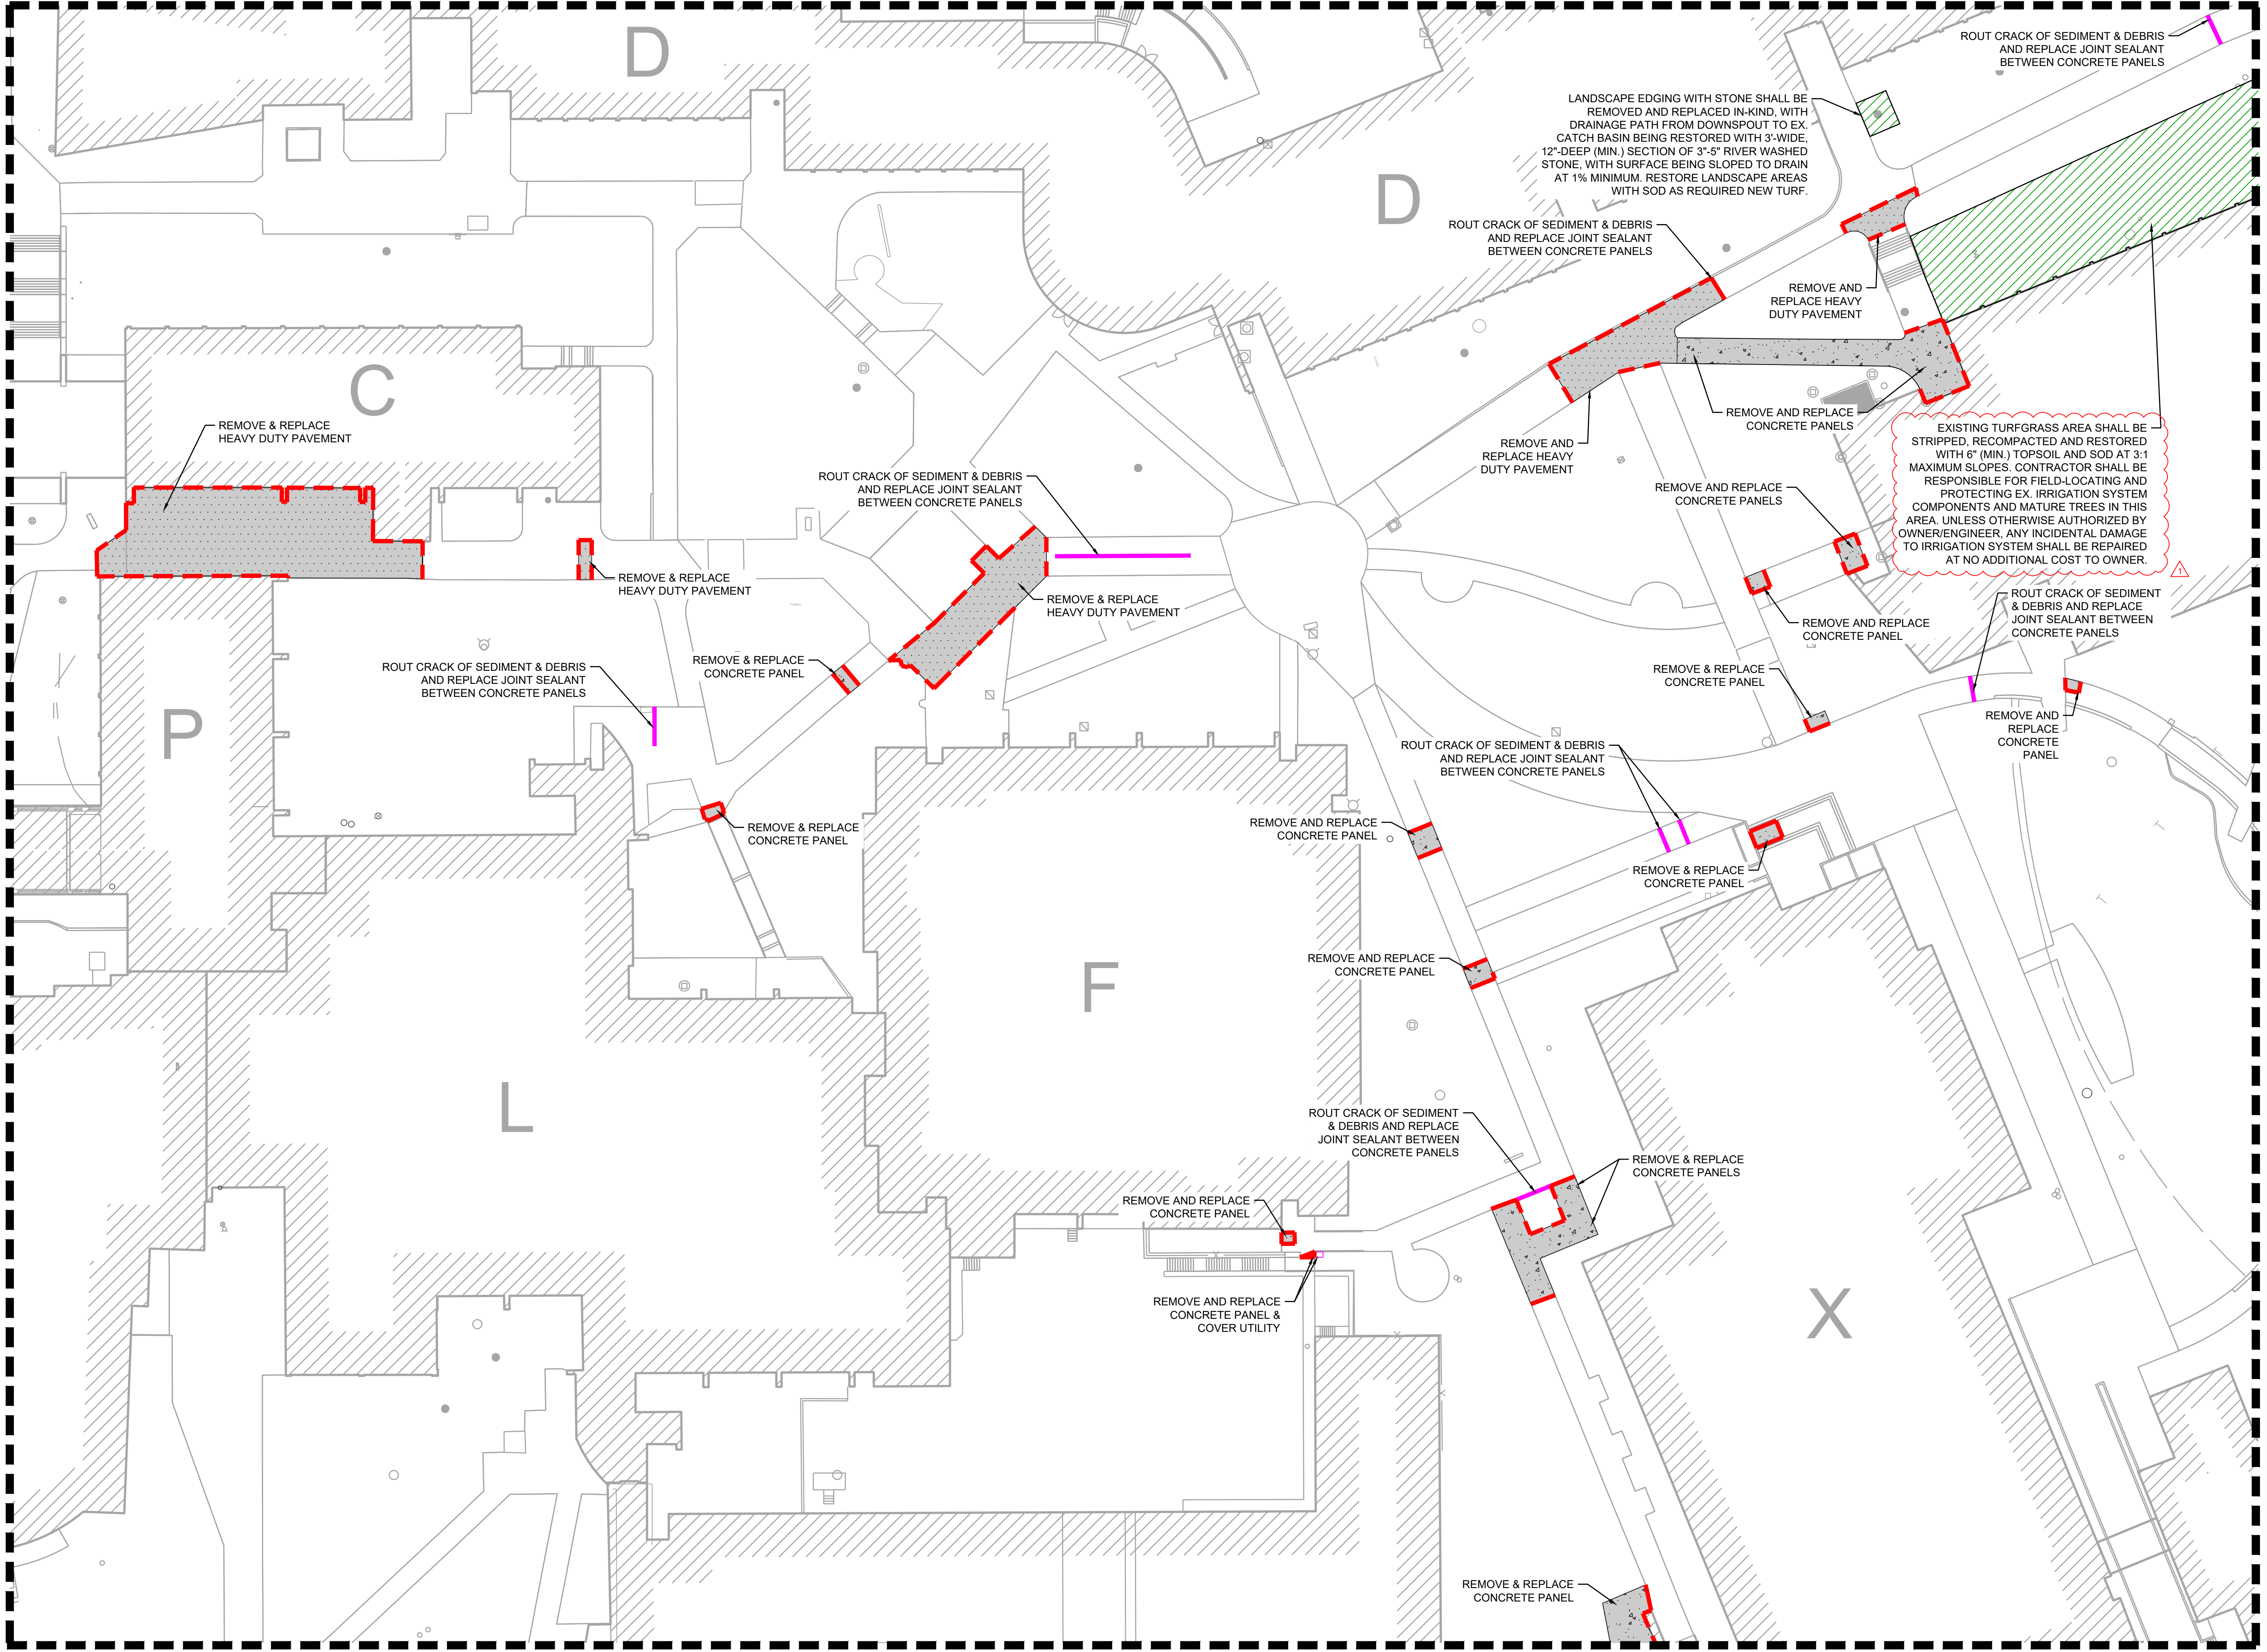 D
ROUT CRACK OF SEDIMENT & DEBRIS
AND REPLACE JOINT SEALANT
BETWEEN CONCRETE PANELS
LANDSCAPE EDGING WITH STONE SHALL BE
REMOVED AND REPLACED IN-KIND, WITH
DRAINAGE PATH FROM DOWNSPOUT TO EX.
CATCH BASIN BEING RESTORED WITH 3'-WIDE,
12"-DEEP (MIN.) SECTION OF 3"-5" RIVER WASHED
STONE, WITH SURFACE BEING SLOPED TO DRAIN
AT 1% MINIMUM. RESTORE LANDSCAPE AREAS
WITH SOD AS REQUIRED NEW TURF.
D
ROUT CRACK OF SEDIMENT & DEBRIS
AND REPLACE JOINT SEALANT
BETWEEN CONCRETE PANELS
REMOVE AND
REPLACE HEAVY
DUTY PAVEMENT
C
REMOVE & REPLACE
HEAVY DUTY PAVEMENT
REMOVE AND REPLACE
CONCRETE PANELS
REMOVE AND
REPLACE HEAVY
DUTY PAVEMENT
EXISTING TURFGRASS AREA SHALL BE
STRIPPED, RECOMPACTED AND RESTORED
WITH 6" (MIN.) TOPSOIL AND SOD AT 3:1
MAXIMUM SLOPES. CONTRACTOR SHALL BE
RESPONSIBLE FOR FIELD-LOCATING AND
PROTECTING EX. IRRIGATION SYSTEM
COMPONENTS AND MATURE TREES IN THIS
AREA. UNLESS OTHERWISE AUTHORIZED BY
OWNER/ENGINEER, ANY INCIDENTAL DAMAGE
TO IRRIGATION SYSTEM SHALL BE REPAIRED
AT NO ADDITIONAL COST TO OWNER.
1
ROUT CRACK OF SEDIMENT & DEBRIS
AND REPLACE JOINT SEALANT
BETWEEN CONCRETE PANELS
REMOVE AND REPLACE
CONCRETE PANELS
REMOVE & REPLACE
HEAVY DUTY PAVEMENT
REMOVE & REPLACE
HEAVY DUTY PAVEMENT
ROUT CRACK OF SEDIMENT
& DEBRIS AND REPLACE
JOINT SEALANT BETWEEN
CONCRETE PANELS
REMOVE AND REPLACE
CONCRETE PANEL
ROUT CRACK OF SEDIMENT & DEBRIS
AND REPLACE JOINT SEALANT
BETWEEN CONCRETE PANELS
REMOVE & REPLACE
CONCRETE PANEL
REMOVE & REPLACE
CONCRETE PANEL
P
REMOVE AND
REPLACE
CONCRETE
PANEL
ROUT CRACK OF SEDIMENT & DEBRIS
AND REPLACE JOINT SEALANT
BETWEEN CONCRETE PANELS
REMOVE & REPLACE
CONCRETE PANEL
REMOVE AND REPLACE
CONCRETE PANEL
REMOVE & REPLACE
CONCRETE PANEL
REMOVE AND REPLACE
CONCRETE PANEL
F
L
ROUT CRACK OF SEDIMENT
& DEBRIS AND REPLACE
JOINT SEALANT BETWEEN
CONCRETE PANELS
REMOVE & REPLACE
CONCRETE PANELS
REMOVE AND REPLACE
CONCRETE PANEL
REMOVE AND REPLACE
CONCRETE PANEL &
COVER UTILITY
X
REMOVE & REPLACE
CONCRETE PANEL